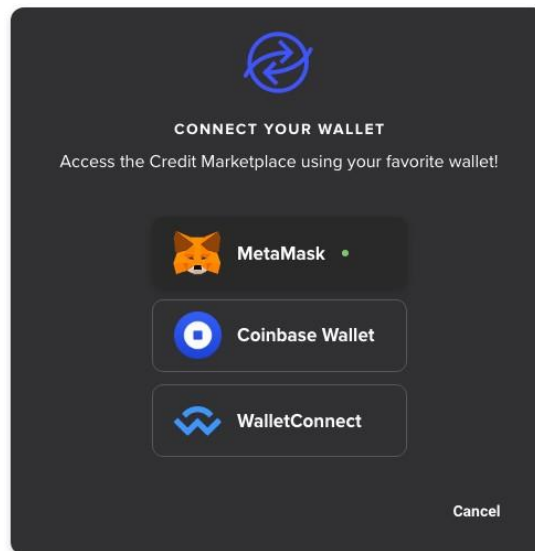 CONNECT YOUR WALLET
Access the Credit Marketplace using your favorite wallet!
MetaMask
Coinbase Wallet
WalletConnect
Cancel